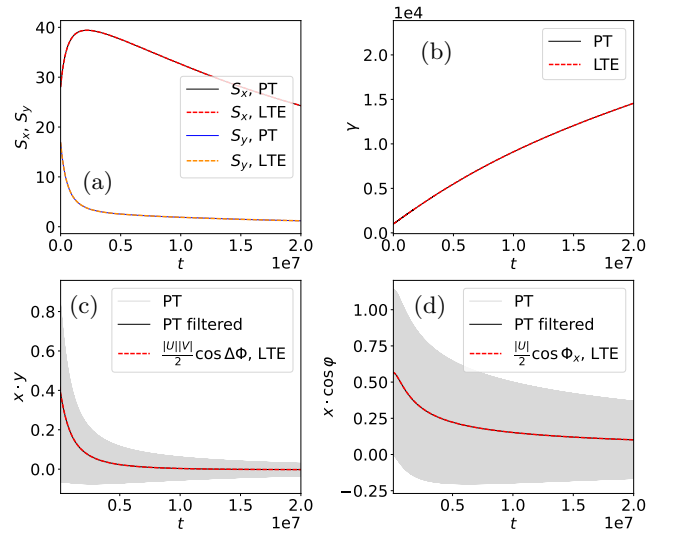 40
30
20
10
0
S_x, S_y
S_x, PT
S_x, LTE
S_y, PT
S_y, LTE
(a)
0.0 0.5 1.0 1.5 2.0
1e7
t
1e4
2.0
1.5
1.0
0.5
0.0
γ
(b)
PT
LTE
0.0 0.5 1.0 1.5 2.0
1e7
t
0.8
0.6
0.4
0.2
0.0
x · y
(c)
PT
PT filtered
|U||V|/2 cos ΔΦ, LTE
0.0 0.5 1.0 1.5 2.0
1e7
t
1.00
0.75
0.50
0.25
0.00
−0.25
x · cos φ
(d)
PT
PT filtered
|U|/2 cos Φ_x, LTE
0.0 0.5 1.0 1.5 2.0
1e7
t